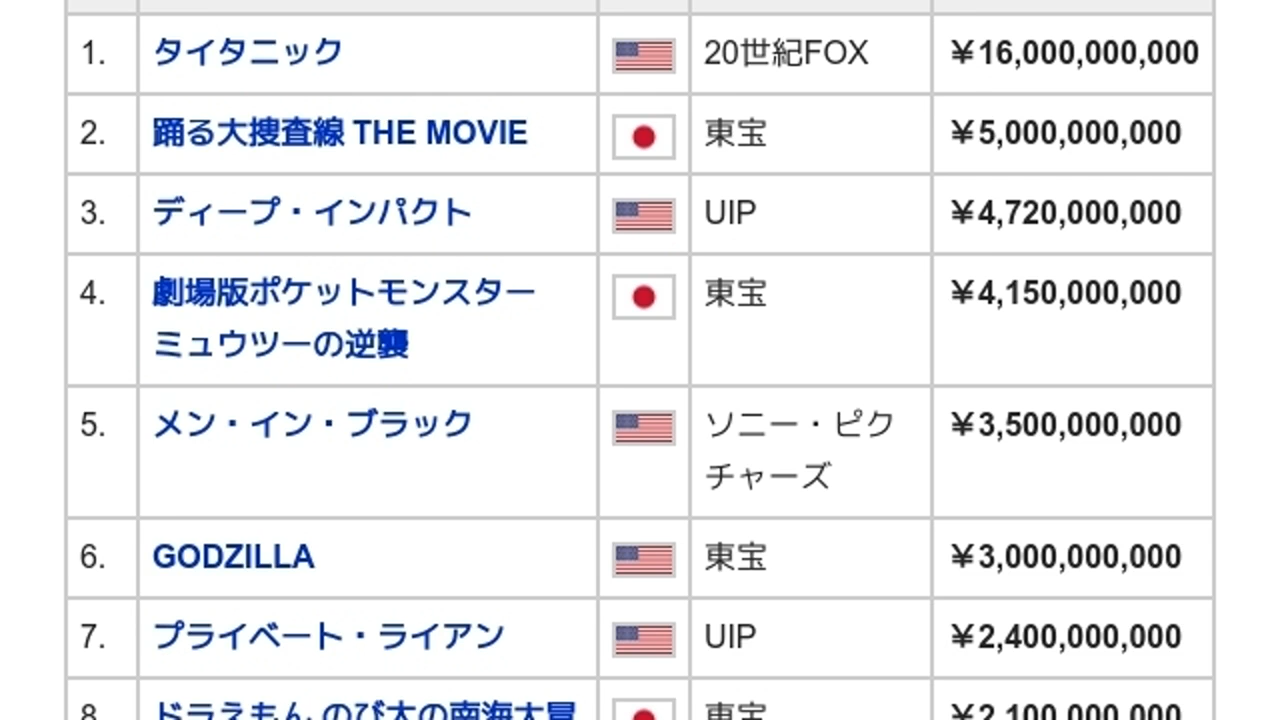 1. タイタニック 20世紀FOX ￥16,000,000,000
2. 踊る大捜査線 THE MOVIE 東宝 ￥5,000,000,000
3. ディープ・インパクト UIP ￥4,720,000,000
4. 劇場版ポケットモンスター 東宝 ￥4,150,000,000
ミュウツーの逆襲
5. メン・イン・ブラック ソニー・ピク ￥3,500,000,000
チャーズ
6. GODZILLA 東宝 ￥3,000,000,000
7. プライベート・ライアン UIP ￥2,400,000,000
8. ドラえもん のび太の南海大冒 東宝 ￥2,100,000,000